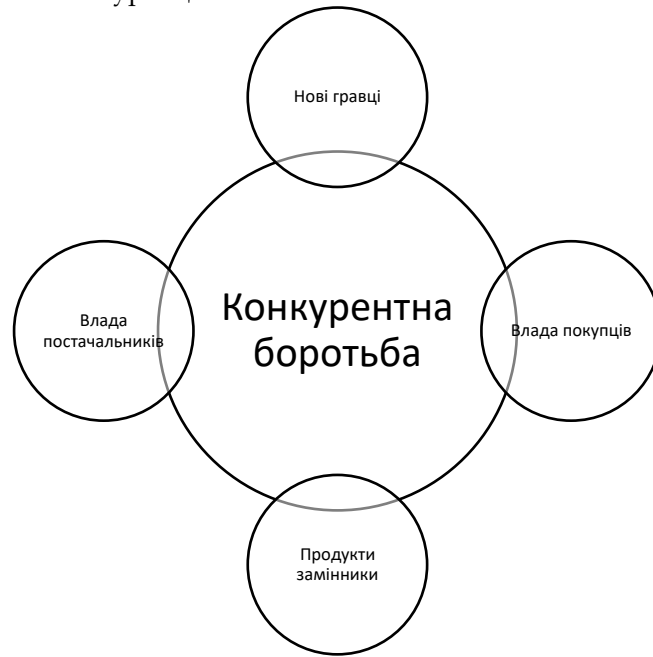 Нові гравці
Влада
постачальників
Конкурентна
боротьба
Влада покупців
Продукти
замінники